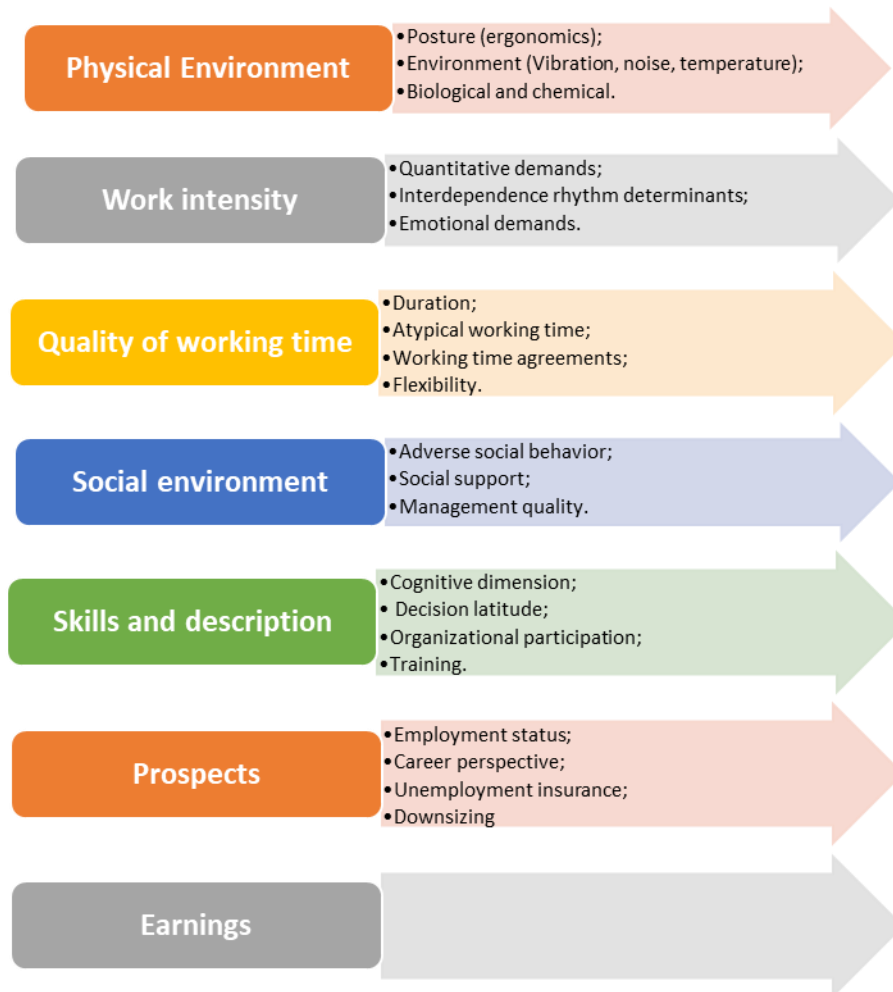 Physical Environment
•Posture (ergonomics);
•Environment (Vibration, noise, temperature);
•Biological and chemical.
Work intensity
•Quantitative demands;
•Interdependence rhythm determinants;
•Emotional demands.
Quality of working time
•Duration;
•Atypical working time;
•Working time agreements;
•Flexibility.
Social environment
•Adverse social behavior;
•Social support;
•Management quality.
Skills and description
•Cognitive dimension;
• Decision latitude;
•Organizational participation;
•Training.
Prospects
•Employment status;
•Career perspective;
•Unemployment insurance;
•Downsizing
Earnings